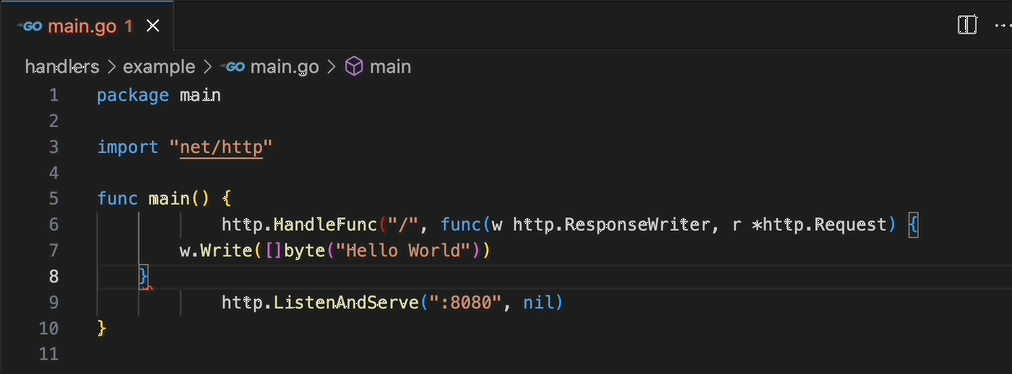 GO main.go 1 ×
handlers > example > GO main.go > main
1 package main
2
3 import "net/http"
4
5 func main() {
6 http.HandleFunc("/", func(w http.ResponseWriter, r *http.Request) {
7 w.Write([]byte("Hello World"))
8 }
9 http.ListenAndServe(":8080", nil)
10 }
11